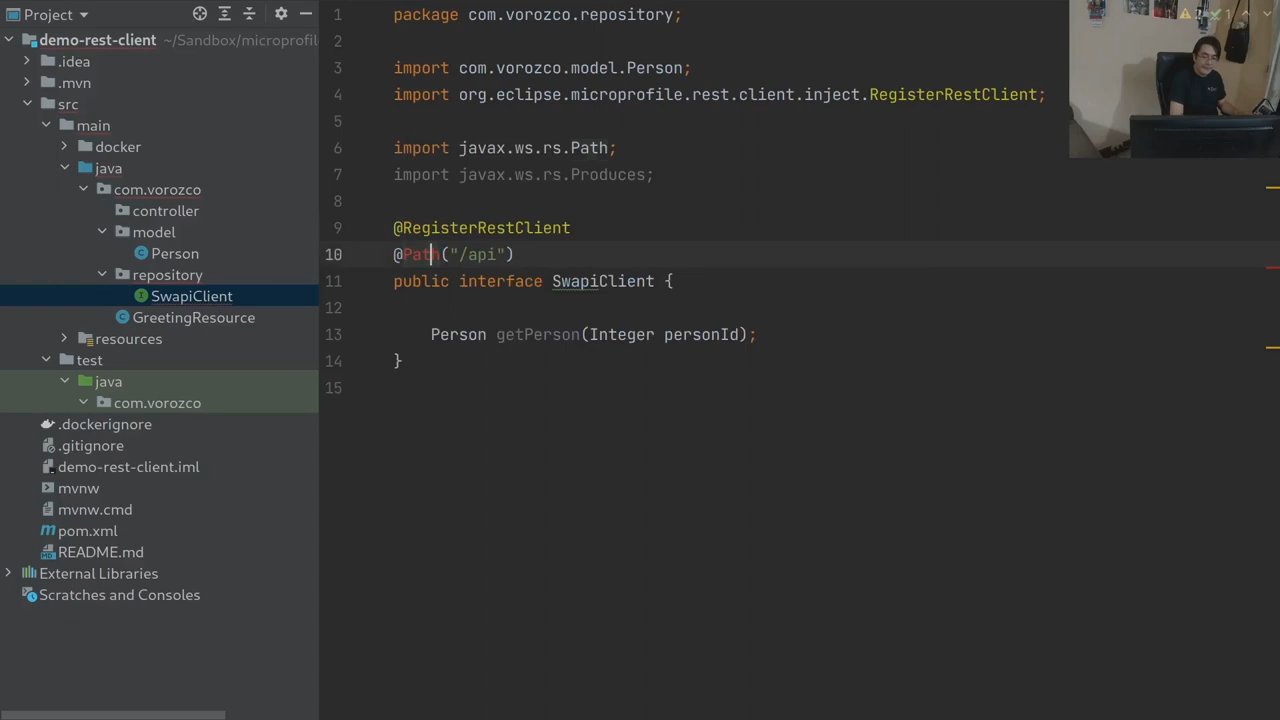 Project
demo-rest-client ~/Sandbox/microprofile
.idea
.mvn
src
main
docker
java
com.vorozco
controller
model
Person
repository
SwapiClient
GreetingResource
resources
test
java
com.vorozco
.dockerignore
.gitignore
demo-rest-client.iml
mvnw
mvnw.cmd
pom.xml
README.md
External Libraries
Scratches and Consoles
1 package com.vorozco.repository;
2
3 import com.vorozco.model.Person;
4 import org.eclipse.microprofile.rest.client.inject.RegisterRestClient;
5
6 import javax.ws.rs.Path;
7 import javax.ws.rs.Produces;
8
9 @RegisterRestClient
10 @Path("/api")
11 public interface SwapiClient {
12
13 Person getPerson(Integer personId);
14 }
15